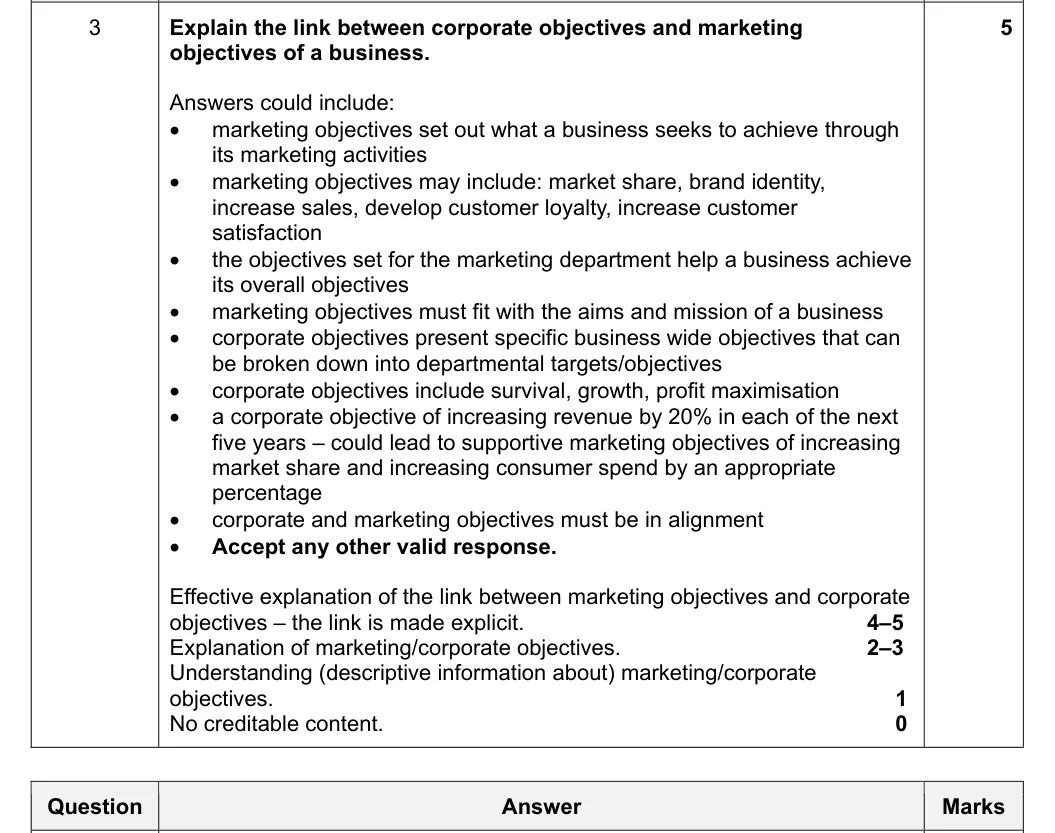 3
Explain the link between corporate objectives and marketing
objectives of a business.
5
Answers could include:
• marketing objectives set out what a business seeks to achieve through
its marketing activities
• marketing objectives may include: market share, brand identity,
increase sales, develop customer loyalty, increase customer
satisfaction
• the objectives set for the marketing department help a business achieve
its overall objectives
• marketing objectives must fit with the aims and mission of a business
• corporate objectives present specific business wide objectives that can
be broken down into departmental targets/objectives
• corporate objectives include survival, growth, profit maximisation
• a corporate objective of increasing revenue by 20% in each of the next
five years – could lead to supportive marketing objectives of increasing
market share and increasing consumer spend by an appropriate
percentage
• corporate and marketing objectives must be in alignment
• Accept any other valid response.
Effective explanation of the link between marketing objectives and corporate
objectives – the link is made explicit. 4–5
Explanation of marketing/corporate objectives. 2–3
Understanding (descriptive information about) marketing/corporate
objectives. 1
No creditable content. 0
Question Answer Marks